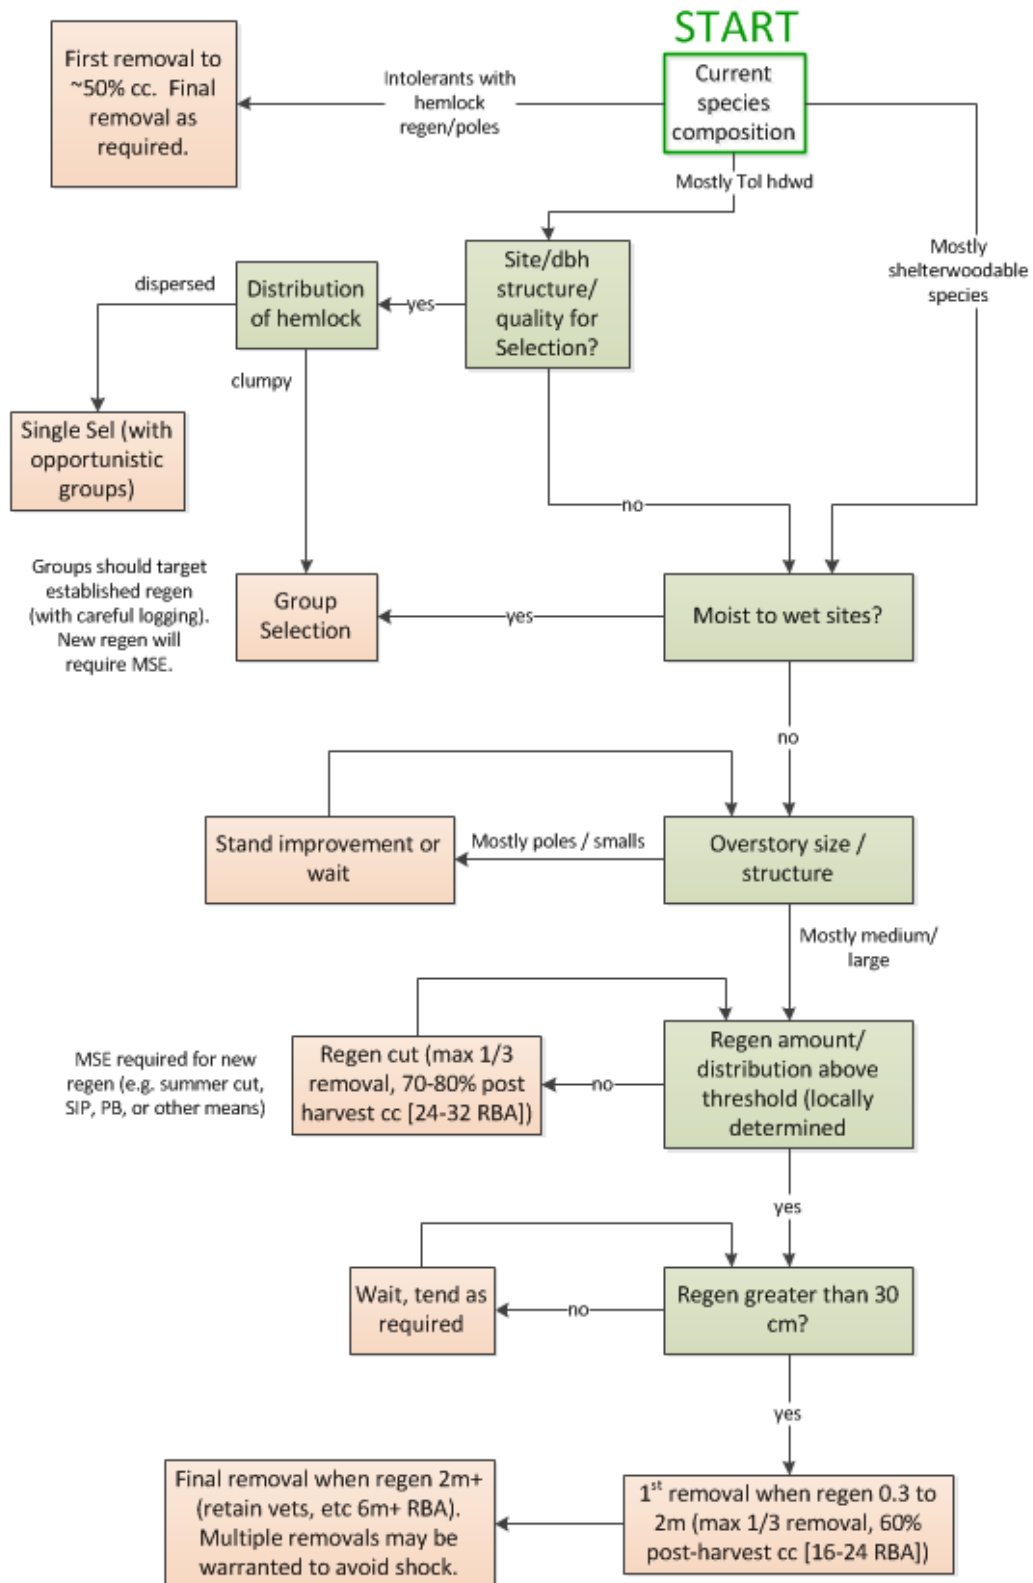 START
First removal to
~50% cc.  Final
removal as
required.
Intolerants with
hemlock
regen/poles
Current
species
composition
Mostly Tol hdwd
Mostly
shelterwoodable
species
dispersed
Distribution
of hemlock
yes
Site/dbh
structure/
quality for
Selection?
clumpy
Single Sel (with
opportunistic
groups)
no
Groups should target
established regen
(with careful logging).
New regen will
require MSE.
Group
Selection
yes
Moist to wet sites?
no
Stand improvement or
wait
Mostly poles / smalls
Overstory size /
structure
Mostly medium/
large
MSE required for new
regen (e.g. summer cut,
SIP, PB, or other means)
Regen cut (max 1/3
removal, 70-80% post
harvest cc [24-32 RBA])
no
Regen amount/
distribution above
threshold (locally
determined
yes
Wait, tend as
required
no
Regen greater than 30
cm?
yes
Final removal when regen 2m+
(retain vets, etc 6m+ RBA).
Multiple removals may be
warranted to avoid shock.
1st removal when regen 0.3 to
2m (max 1/3 removal, 60%
post-harvest cc [16-24 RBA])